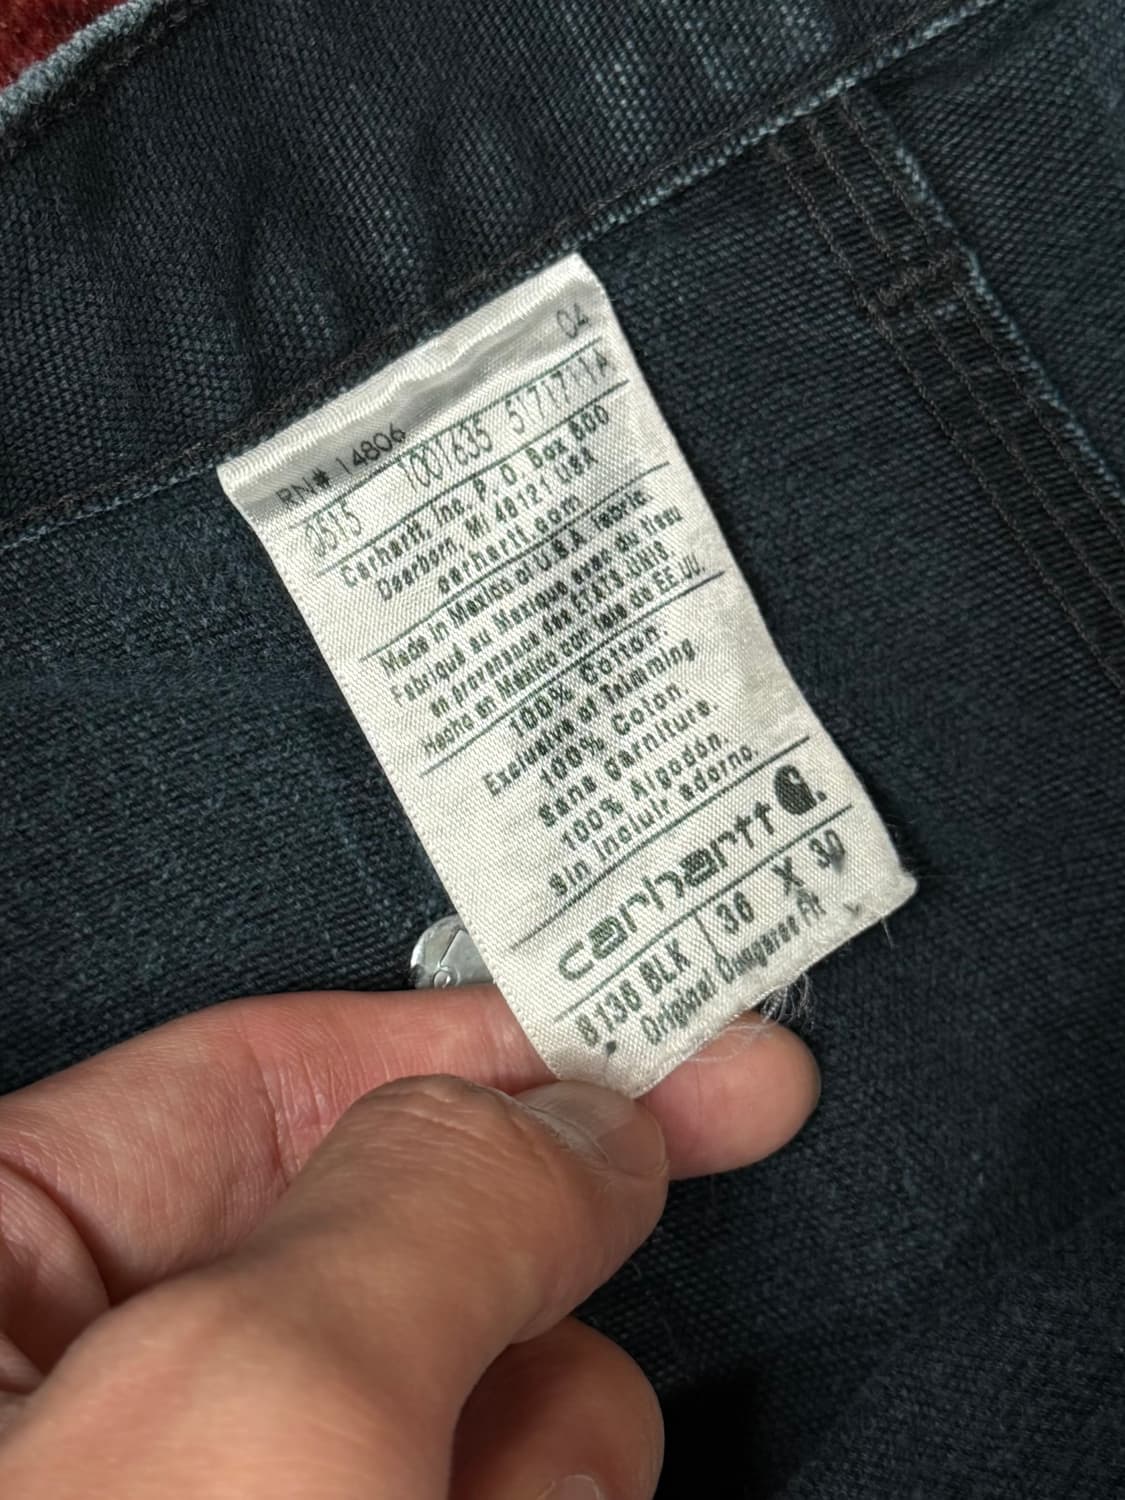 04
RN# 14806
2515 1001635 5171711A
Carhartt, Inc. P. O. Box 600
Dearborn, MI 48121 USA
carhartt.com
Made in Mexico of U.S.A. fabric.
Fabriqué au Mexique avec du tissu
en provenance des ETATS-UNIS.
Hecho en México con tela de EE.UU.
100% Cotton.
Exclusive of Trimming
100% Coton.
Sans garniture.
100% Algodón.
Sin incluir adorno.
carhartt
8136 BLK 36 X 30
Original Dungaree Fit